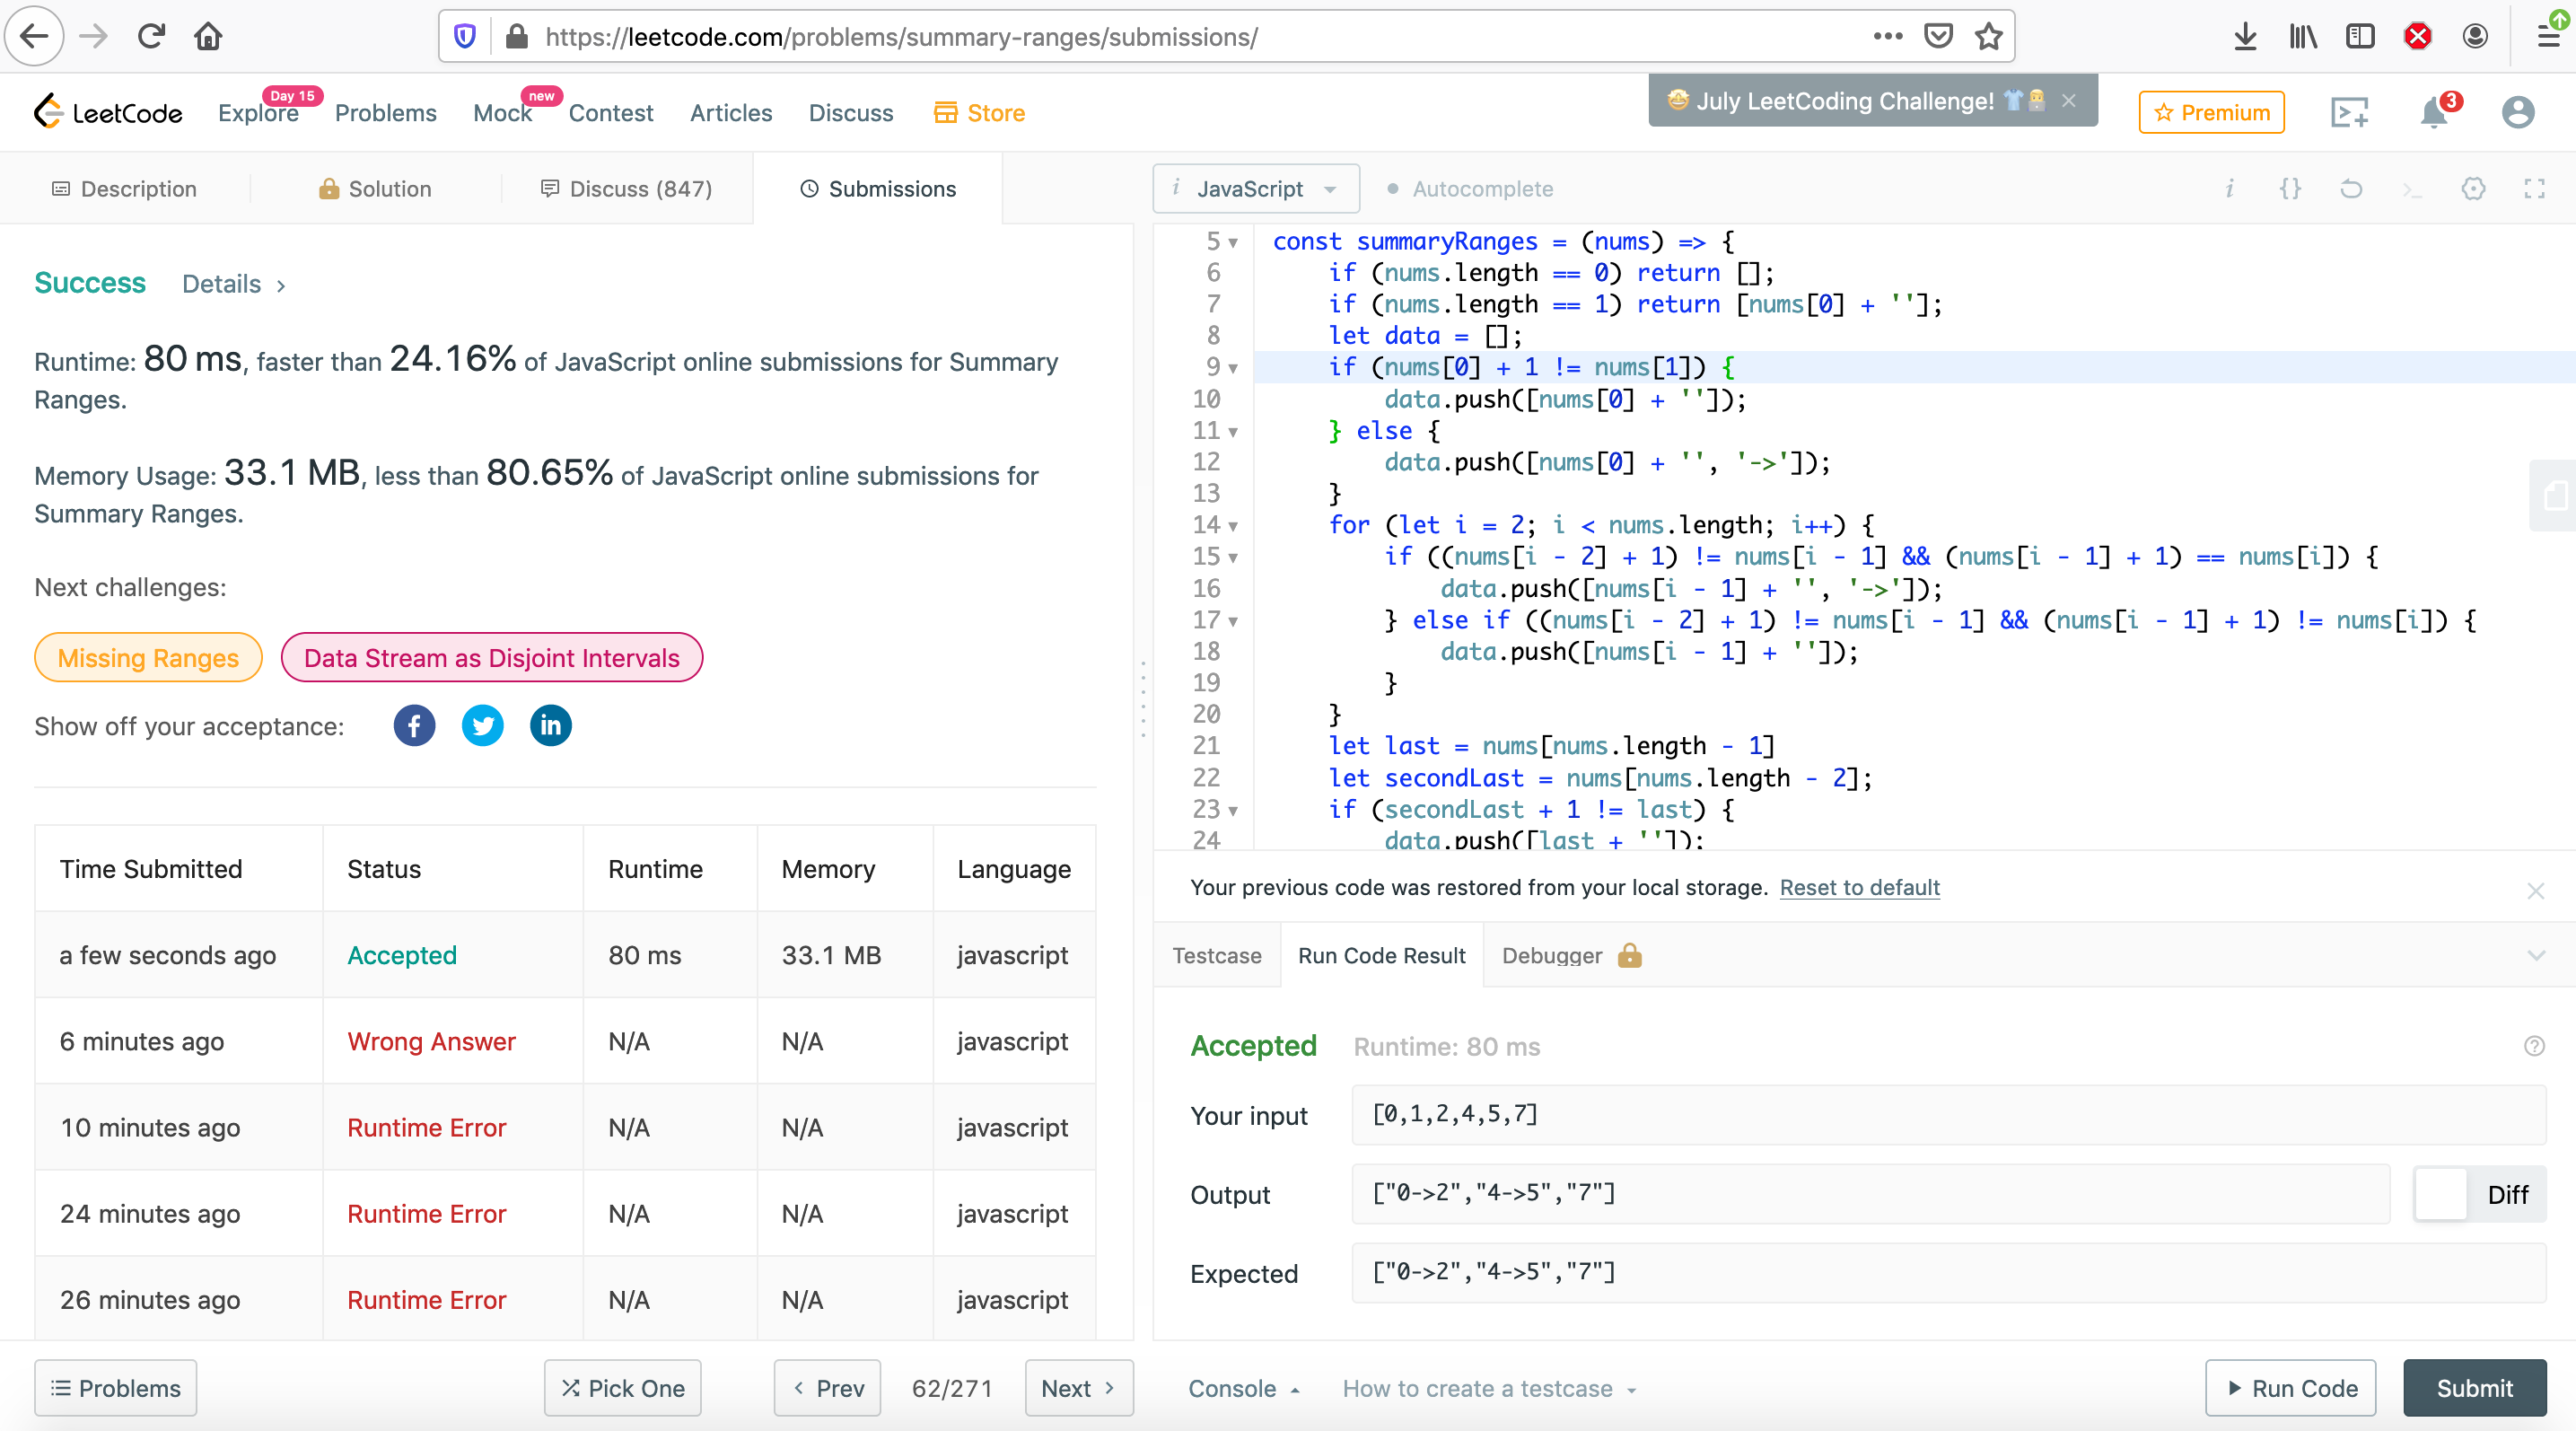 https://leetcode.com/problems/summary-ranges/submissions/
LeetCode
Explore
Day 15
Problems
Mock
new
Contest
Articles
Discuss
Store
July LeetCoding Challenge!
Premium
3
Description
Solution
Discuss (847)
Submissions
Success
Details
Runtime: 80 ms, faster than 24.16% of JavaScript online submissions for Summary
Ranges.
Memory Usage: 33.1 MB, less than 80.65% of JavaScript online submissions for
Summary Ranges.
Next challenges:
Missing Ranges
Data Stream as Disjoint Intervals
Show off your acceptance:
Time Submitted Status Runtime Memory Language
a few seconds ago Accepted 80 ms 33.1 MB javascript
6 minutes ago Wrong Answer N/A N/A javascript
10 minutes ago Runtime Error N/A N/A javascript
24 minutes ago Runtime Error N/A N/A javascript
26 minutes ago Runtime Error N/A N/A javascript
Problems
Pick One
Prev
62/271
Next
i JavaScript
Autocomplete
5 const summaryRanges = (nums) => {
6 if (nums.length == 0) return [];
7 if (nums.length == 1) return [nums[0] + ''];
8 let data = [];
9 if (nums[0] + 1 != nums[1]) {
10 data.push([nums[0] + '']);
11 } else {
12 data.push([nums[0] + '', '->']);
13 }
14 for (let i = 2; i < nums.length; i++) {
15 if ((nums[i - 2] + 1) != nums[i - 1] && (nums[i - 1] + 1) == nums[i]) {
16 data.push([nums[i - 1] + '', '->']);
17 } else if ((nums[i - 2] + 1) != nums[i - 1] && (nums[i - 1] + 1) != nums[i]) {
18 data.push([nums[i - 1] + '']);
19 }
20 }
21 let last = nums[nums.length - 1]
22 let secondLast = nums[nums.length - 2];
23 if (secondLast + 1 != last) {
24 data.push([last + '']);
Your previous code was restored from your local storage. Reset to default
Testcase
Run Code Result
Debugger
Accepted Runtime: 80 ms
Your input [0,1,2,4,5,7]
Output ["0->2","4->5","7"]
Diff
Expected ["0->2","4->5","7"]
Console
How to create a testcase
Run Code
Submit